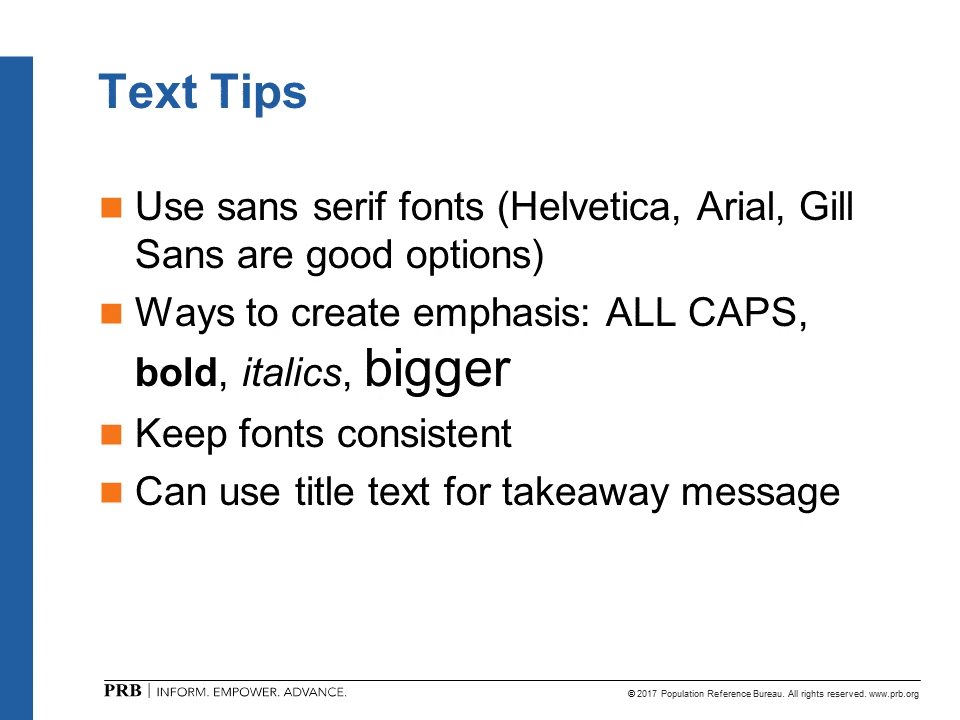 Text Tips
Use sans serif fonts (Helvetica, Arial, Gill
Sans are good options)
Ways to create emphasis: ALL CAPS,
bold, italics, bigger
Keep fonts consistent
Can use title text for takeaway message
PRB | INFORM. EMPOWER. ADVANCE.
© 2017 Population Reference Bureau. All rights reserved. www.prb.org